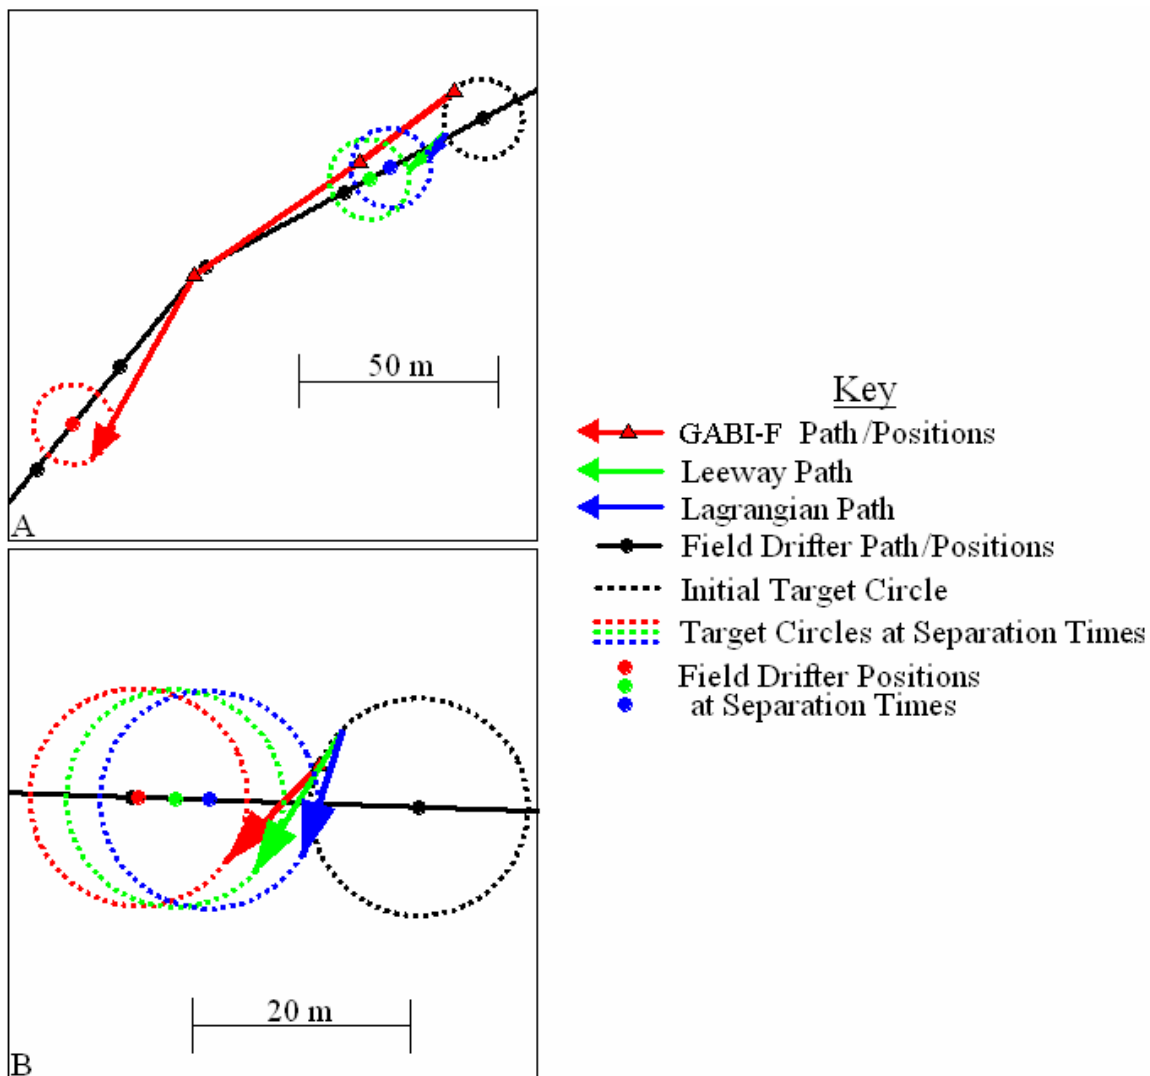 50 m
A
20 m
B
Key
GABI-F Path/Positions
Leeway Path
Lagrangian Path
Field Drifter Path/Positions
Initial Target Circle
Target Circles at Separation Times
Field Drifter Positions
at Separation Times